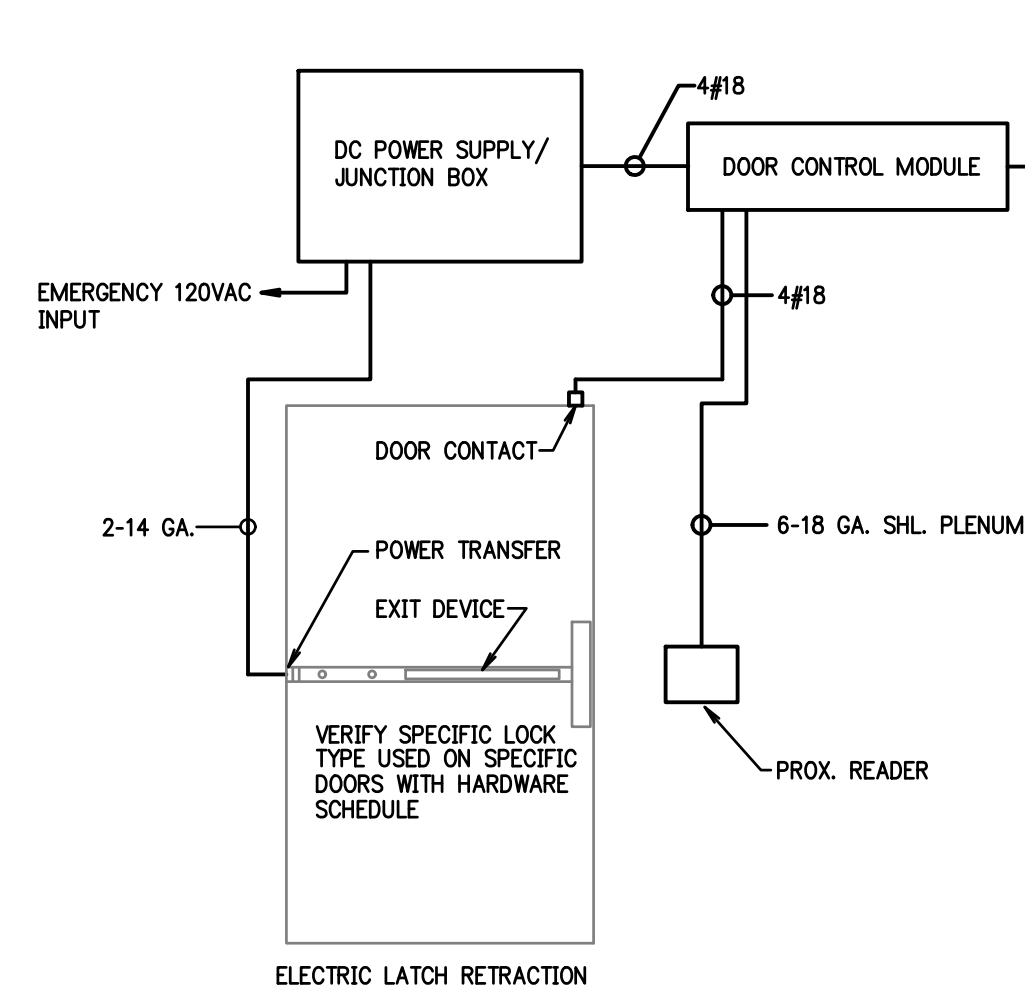 4#18
DC POWER SUPPLY/
JUNCTION BOX
DOOR CONTROL MODULE
EMERGENCY 120VAC
INPUT
4#18
DOOR CONTACT
2-14 GA.
6-18 GA. SHL. PLENUM
POWER TRANSFER
EXIT DEVICE
VERIFY SPECIFIC LOCK
TYPE USED ON SPECIFIC
DOORS WITH HARDWARE
SCHEDULE
PROX. READER
ELECTRIC LATCH RETRACTION